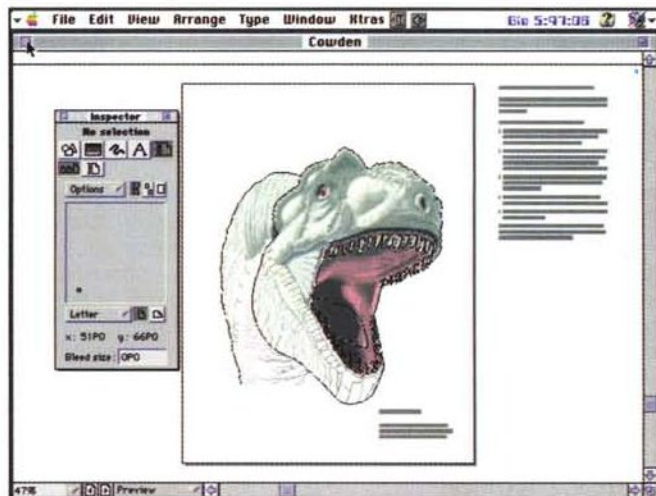 File Edit View Arrange Type Window Xtras
Cowden
Inspector
No selection
Options
Letter
x: 51P0 y: 66P0
Bleed size: 0P0
47% Preview